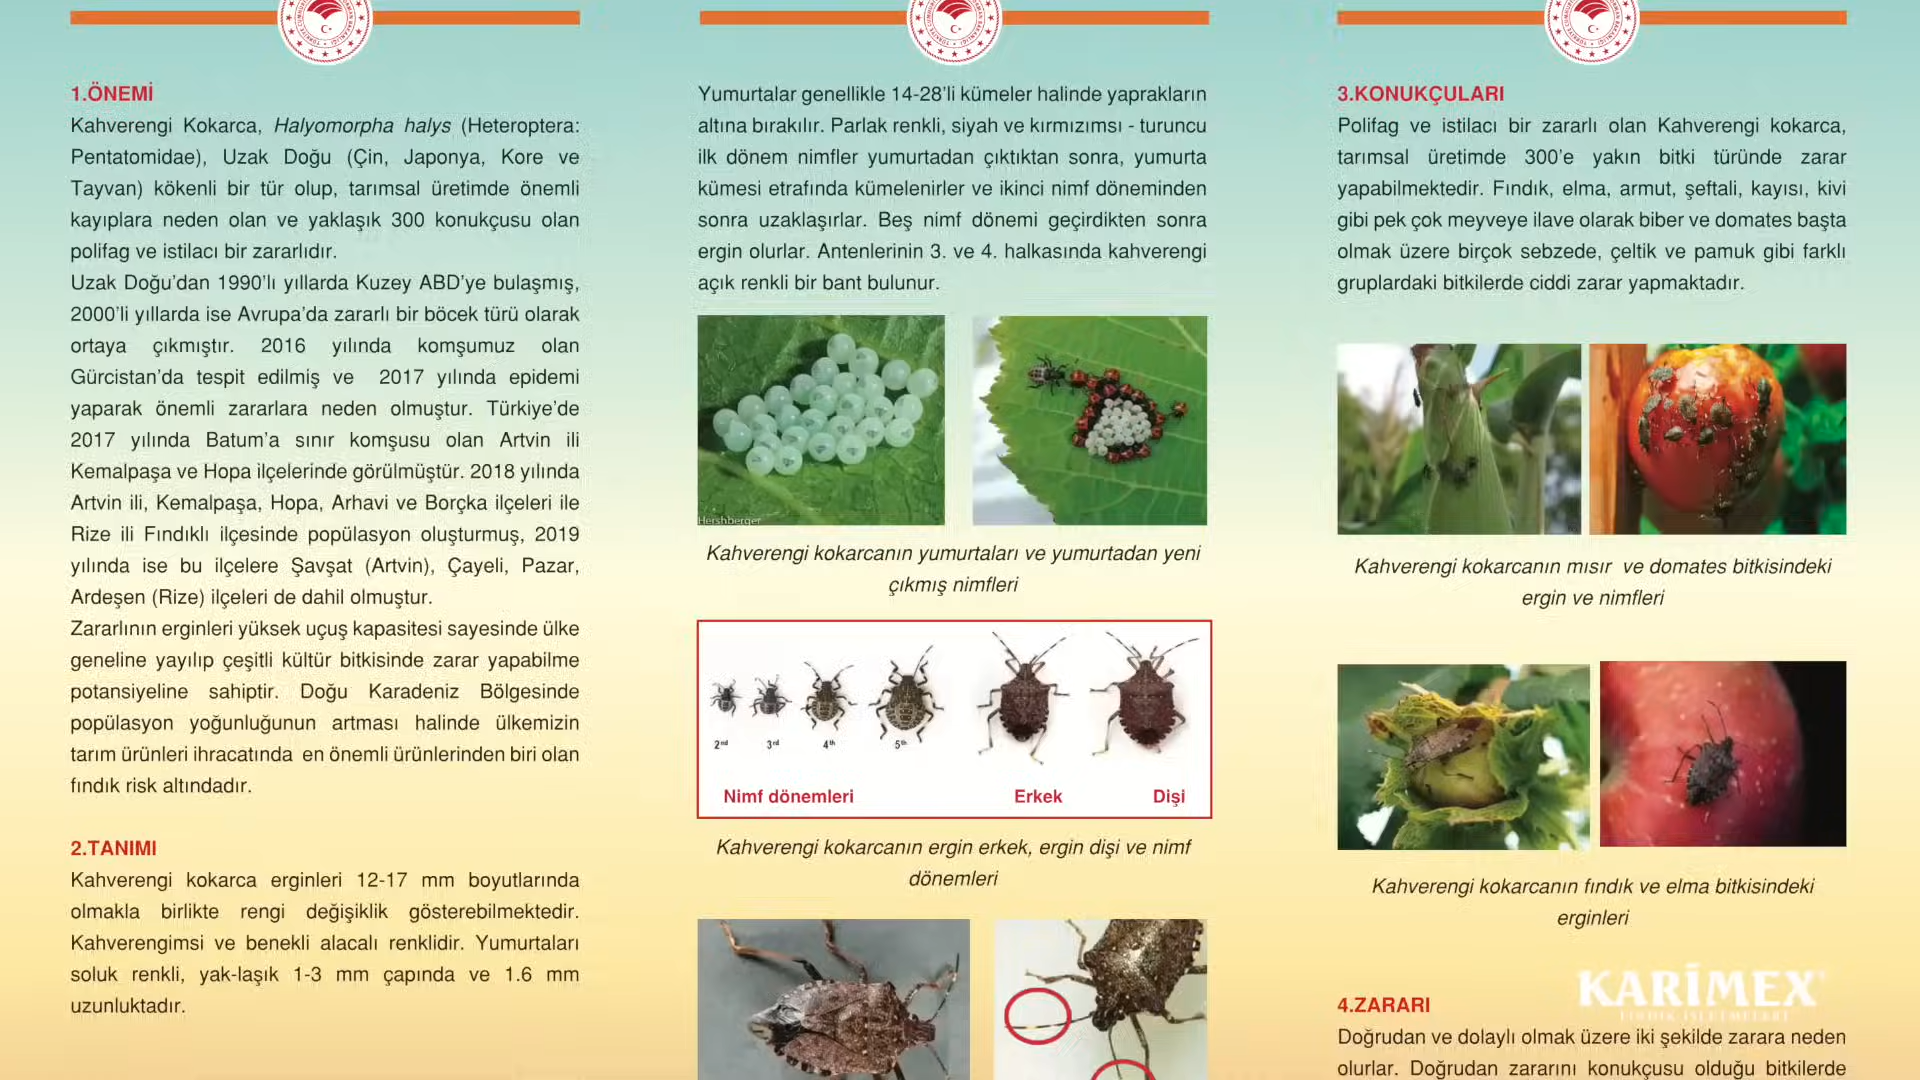 1.ÖNEMİ
Kahverengi Kokarca, Halyomorpha halys (Heteroptera:
Pentatomidae), Uzak Doğu (Çin, Japonya, Kore ve
Tayvan) kökenli bir tür olup, tarımsal üretimde önemli
kayıplara neden olan ve yaklaşık 300 konukçusu olan
polifag ve istilacı bir zararlıdır.
Uzak Doğu’dan 1990’lı yıllarda Kuzey ABD’ye bulaşmış,
2000’li yıllarda ise Avrupa’da zararlı bir böcek türü olarak
ortaya çıkmıştır. 2016 yılında komşumuz olan
Gürcistan’da tespit edilmiş ve 2017 yılında epidemi
yaparak önemli zararlara neden olmuştur. Türkiye’de
2017 yılında Batum’a sınır komşusu olan Artvin ili
Kemalpaşa ve Hopa ilçelerinde görülmüştür. 2018 yılında
Artvin ili, Kemalpaşa, Hopa, Arhavi ve Borçka ilçeleri ile
Rize ili Fındıklı ilçesinde popülasyon oluşturmuş, 2019
yılında ise bu ilçelere Şavşat (Artvin), Çayeli, Pazar,
Ardeşen (Rize) ilçeleri de dahil olmuştur.
Zararlının erginleri yüksek uçuş kapasitesi sayesinde ülke
geneline yayılıp çeşitli kültür bitkisinde zarar yapabilme
potansiyeline sahiptir. Doğu Karadeniz Bölgesinde
popülasyon yoğunluğunun artması halinde ülkemizin
tarım ürünleri ihracatında en önemli ürünlerinden biri olan
fındık risk altındadır.
2.TANIMI
Kahverengi kokarca erginleri 12-17 mm boyutlarında
olmakla birlikte rengi değişiklik gösterebilmektedir.
Kahverengimsi ve benekli alacalı renklidir. Yumurtaları
soluk renkli, yak-laşık 1-3 mm çapında ve 1.6 mm
uzunluktadır.
Yumurtalar genellikle 14-28’li kümeler halinde yaprakların
altına bırakılır. Parlak renkli, siyah ve kırmızımsı - turuncu
ilk dönem nimfler yumurtadan çıktıktan sonra, yumurta
kümesi etrafında kümelenirler ve ikinci nimf döneminden
sonra uzaklaşırlar. Beş nimf dönemi geçirdikten sonra
ergin olurlar. Antenlerinin 3. ve 4. halkasında kahverengi
açık renkli bir bant bulunur.
Hershberger
Kahverengi kokarcanın yumurtaları ve yumurtadan yeni
çıkmış nimfleri
2nd 3rd 4th 5th
Nimf dönemleri Erkek Dişi
Kahverengi kokarcanın ergin erkek, ergin dişi ve nimf
dönemleri
3.KONUKÇULARI
Polifag ve istilacı bir zararlı olan Kahverengi kokarca,
tarımsal üretimde 300’e yakın bitki türünde zarar
yapabilmektedir. Fındık, elma, armut, şeftali, kayısı, kivi
gibi pek çok meyveye ilave olarak biber ve domates başta
olmak üzere birçok sebzede, çeltik ve pamuk gibi farklı
gruplardaki bitkilerde ciddi zarar yapmaktadır.
Kahverengi kokarcanın mısır ve domates bitkisindeki
ergin ve nimfleri
Kahverengi kokarcanın fındık ve elma bitkisindeki
erginleri
KARİMEX
FINDIK İŞLETMELERİ
4.ZARARI
Doğrudan ve dolaylı olmak üzere iki şekilde zarara neden
olurlar. Doğrudan zararını konukçusu olduğu bitkilerde